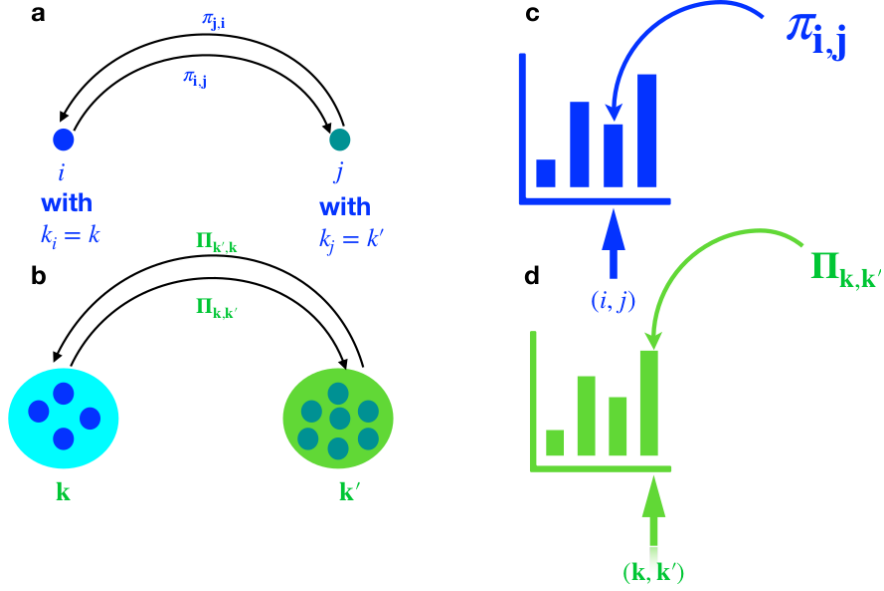 a
π_{j,i}
π_{i,j}
i
j
with
with
k_i = k
k_j = k′
b
Π_{k′,k}
Π_{k,k′}
k
k′
c
π_{i,j}
(i, j)
d
Π_{k,k′}
(k, k′)